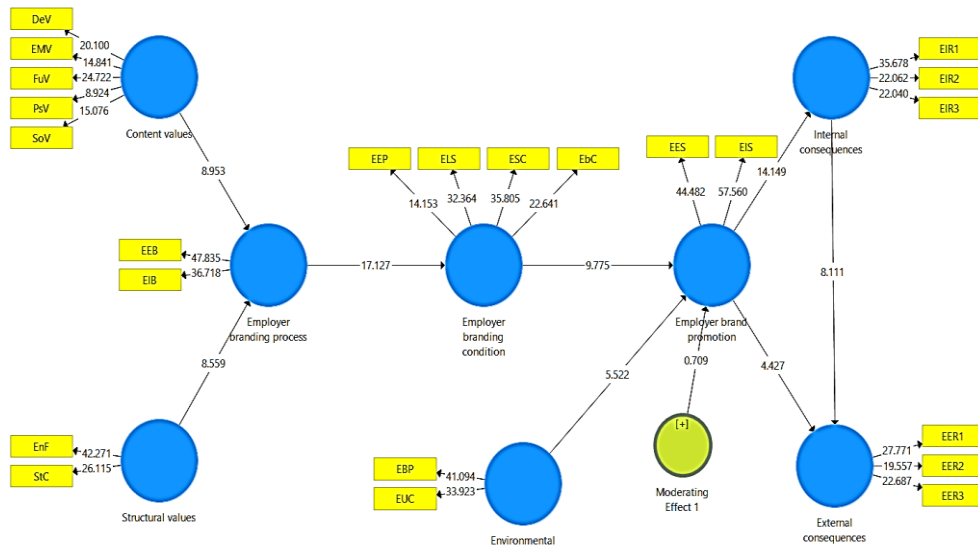 DeV
EMV
FuV
PsV
SoV
20.100
14.841
24.722
8.924
15.076
Content values
8.953
EEB
EIB
47.835
36.718
Employer
branding process
8.559
EnF
StC
42.271
26.115
Structural values
17.127
EEP
ELS
ESC
EbC
14.153
32.364
35.805
22.641
Employer
branding
condition
9.775
EES
EIS
44.482
57.560
Employer brand
promotion
5.522
EBP
EUC
41.094
33.923
Environmental
0.709
[+]
Moderating
Effect 1
14.149
EIR1
EIR2
EIR3
35.678
22.062
22.040
Internal
consequences
8.111
4.427
EER1
EER2
EER3
27.771
19.557
22.687
External
consequences